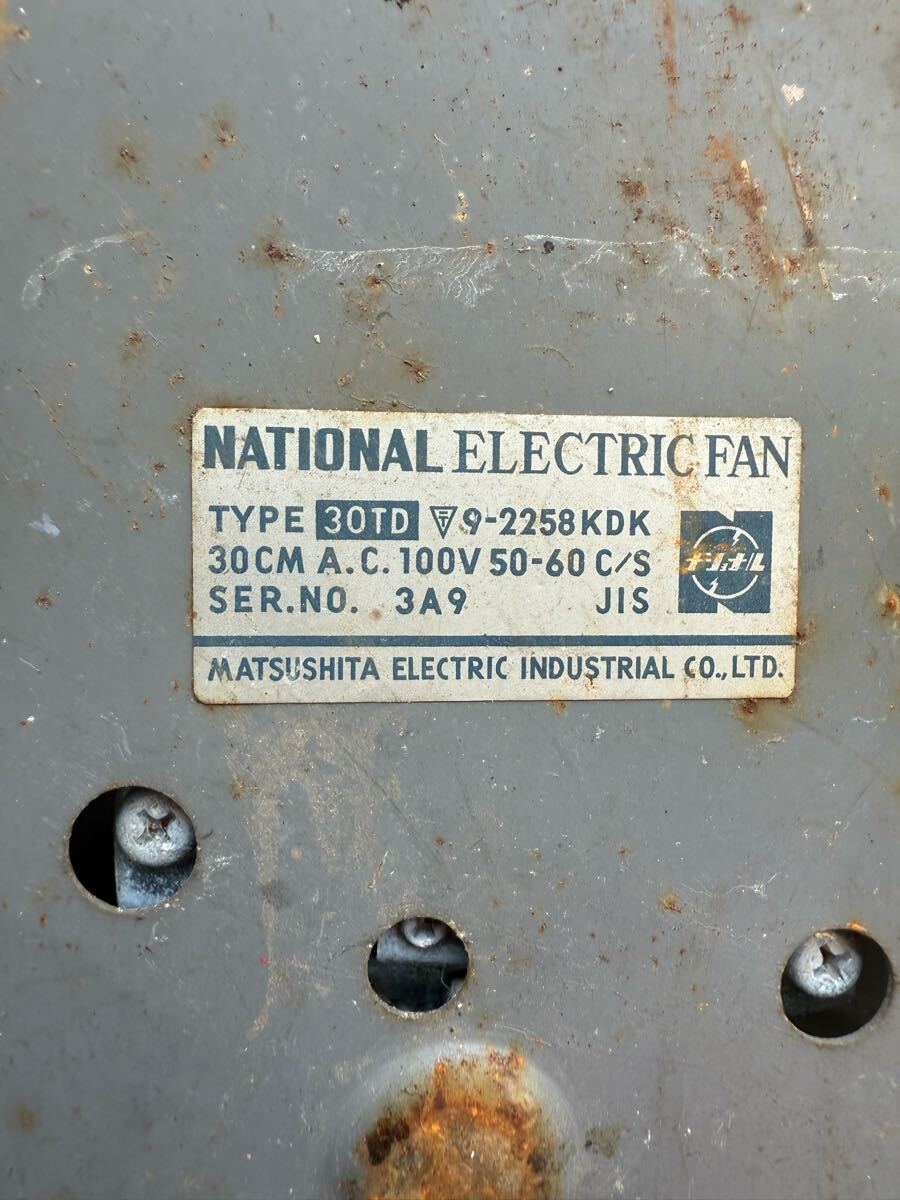 NATIONAL ELECTRIC FAN
TYPE 30TD 〒 9-2258 KDK
30CM A.C. 100V 50-60 C/S
SER.NO. 3A9 JIS
ナショナル
MATSUSHITA ELECTRIC INDUSTRIAL CO.,LTD.